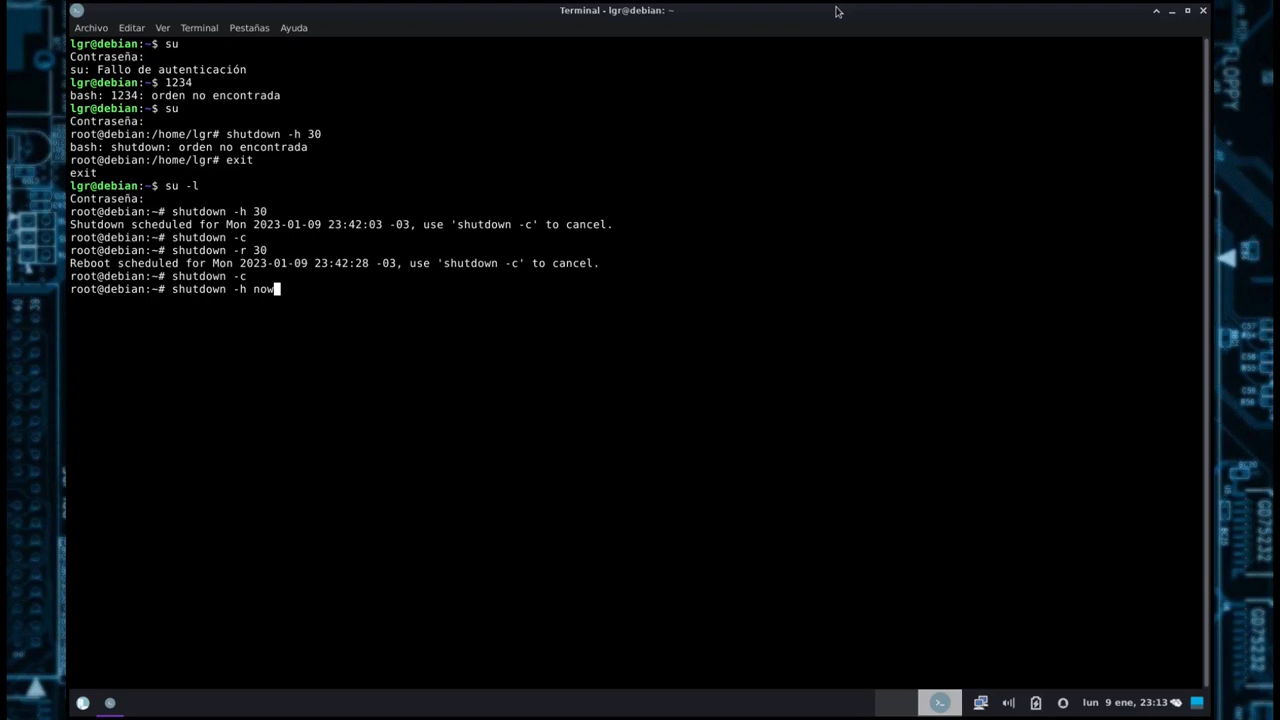 Terminal - lgr@debian: ~
Archivo Editar Ver Terminal Pestañas Ayuda
lgr@debian:~$ su
Contraseña:
su: Fallo de autenticación
lgr@debian:~$ 1234
bash: 1234: orden no encontrada
lgr@debian:~$ su
Contraseña:
root@debian:/home/lgr# shutdown -h 30
bash: shutdown: orden no encontrada
root@debian:/home/lgr# exit
exit
lgr@debian:~$ su -l
Contraseña:
root@debian:~# shutdown -h 30
Shutdown scheduled for Mon 2023-01-09 23:42:03 -03, use 'shutdown -c' to cancel.
root@debian:~# shutdown -c
root@debian:~# shutdown -r 30
Reboot scheduled for Mon 2023-01-09 23:42:28 -03, use 'shutdown -c' to cancel.
root@debian:~# shutdown -c
root@debian:~# shutdown -h now
FLOPPY
C57
C56
CD75232
CD75232
lun 9 ene, 23:13